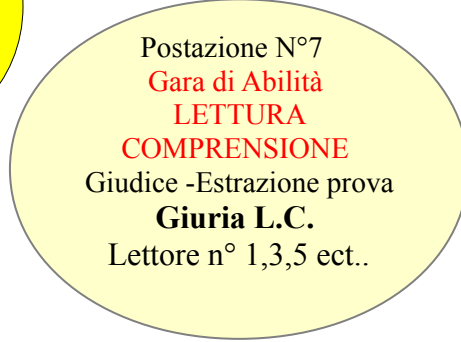 Postazione N°7
Gara di Abilità
LETTURA
COMPRENSIONE
Giudice -Estrazione prova
Giuria L.C.
Lettore n° 1,3,5 ect..